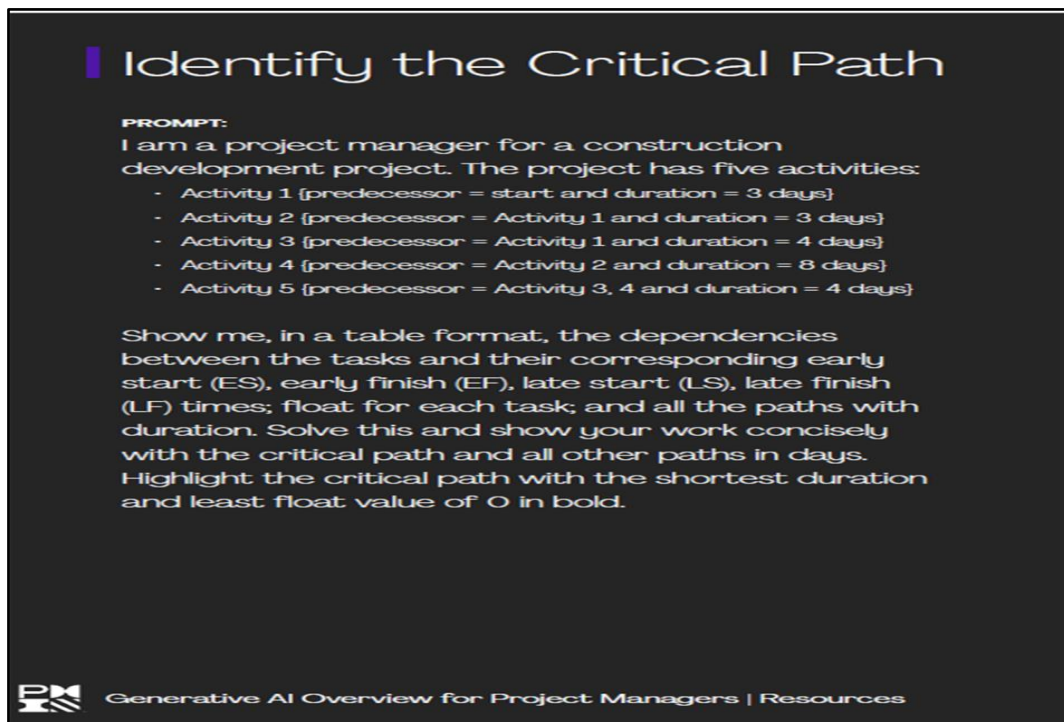 Identify the Critical Path
PROMPT:
I am a project manager for a construction
development project. The project has five activities:
- Activity 1 {predecessor = start and duration = 3 days}
- Activity 2 {predecessor = Activity 1 and duration = 3 days}
- Activity 3 {predecessor = Activity 1 and duration = 4 days}
- Activity 4 {predecessor = Activity 2 and duration = 8 days}
- Activity 5 {predecessor = Activity 3, 4 and duration = 4 days}
Show me, in a table format, the dependencies
between the tasks and their corresponding early
start (ES), early finish (EF), late start (LS), late finish
(LF) times; float for each task; and all the paths with
duration. Solve this and show your work concisely
with the critical path and all other paths in days.
Highlight the critical path with the shortest duration
and least float value of 0 in bold.
Generative AI Overview for Project Managers | Resources